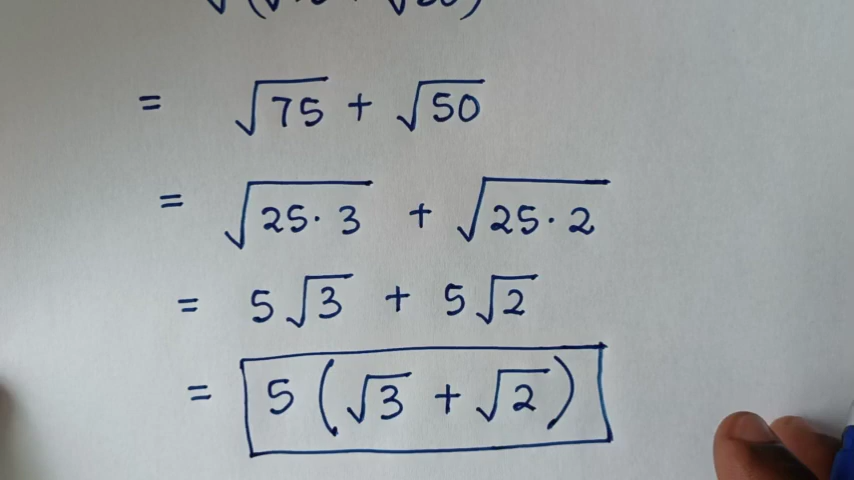 = √75 + √50
= √25·3 + √25·2
= 5√3 + 5√2
= 5(√3 + √2)